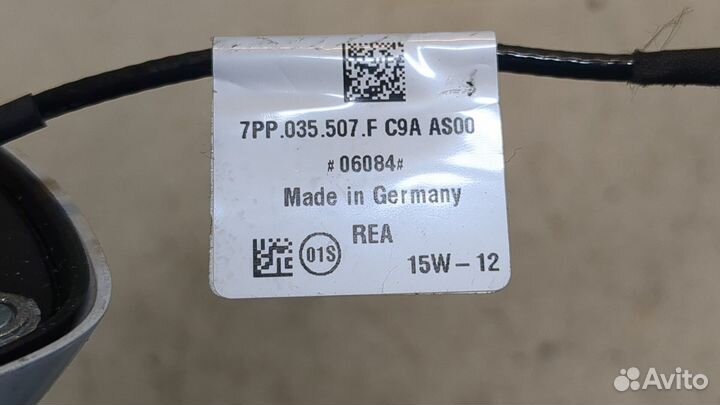 7PP.035.507.F C9A AS00
#06084#
Made in Germany
REA
01S
15W-12
Avito